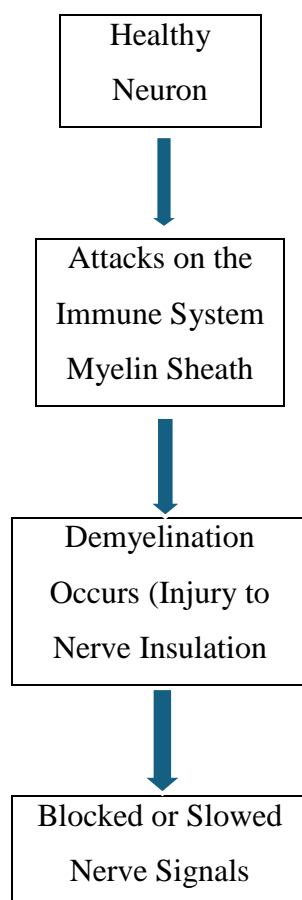 Healthy
Neuron
Attacks on the
Immune System
Myelin Sheath
Demyelination
Occurs (Injury to
Nerve Insulation
Blocked or Slowed
Nerve Signals